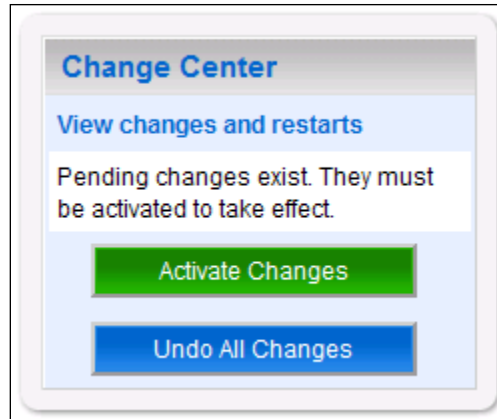 Change Center
View changes and restarts
Pending changes exist. They must
be activated to take effect.
Activate Changes
Undo All Changes